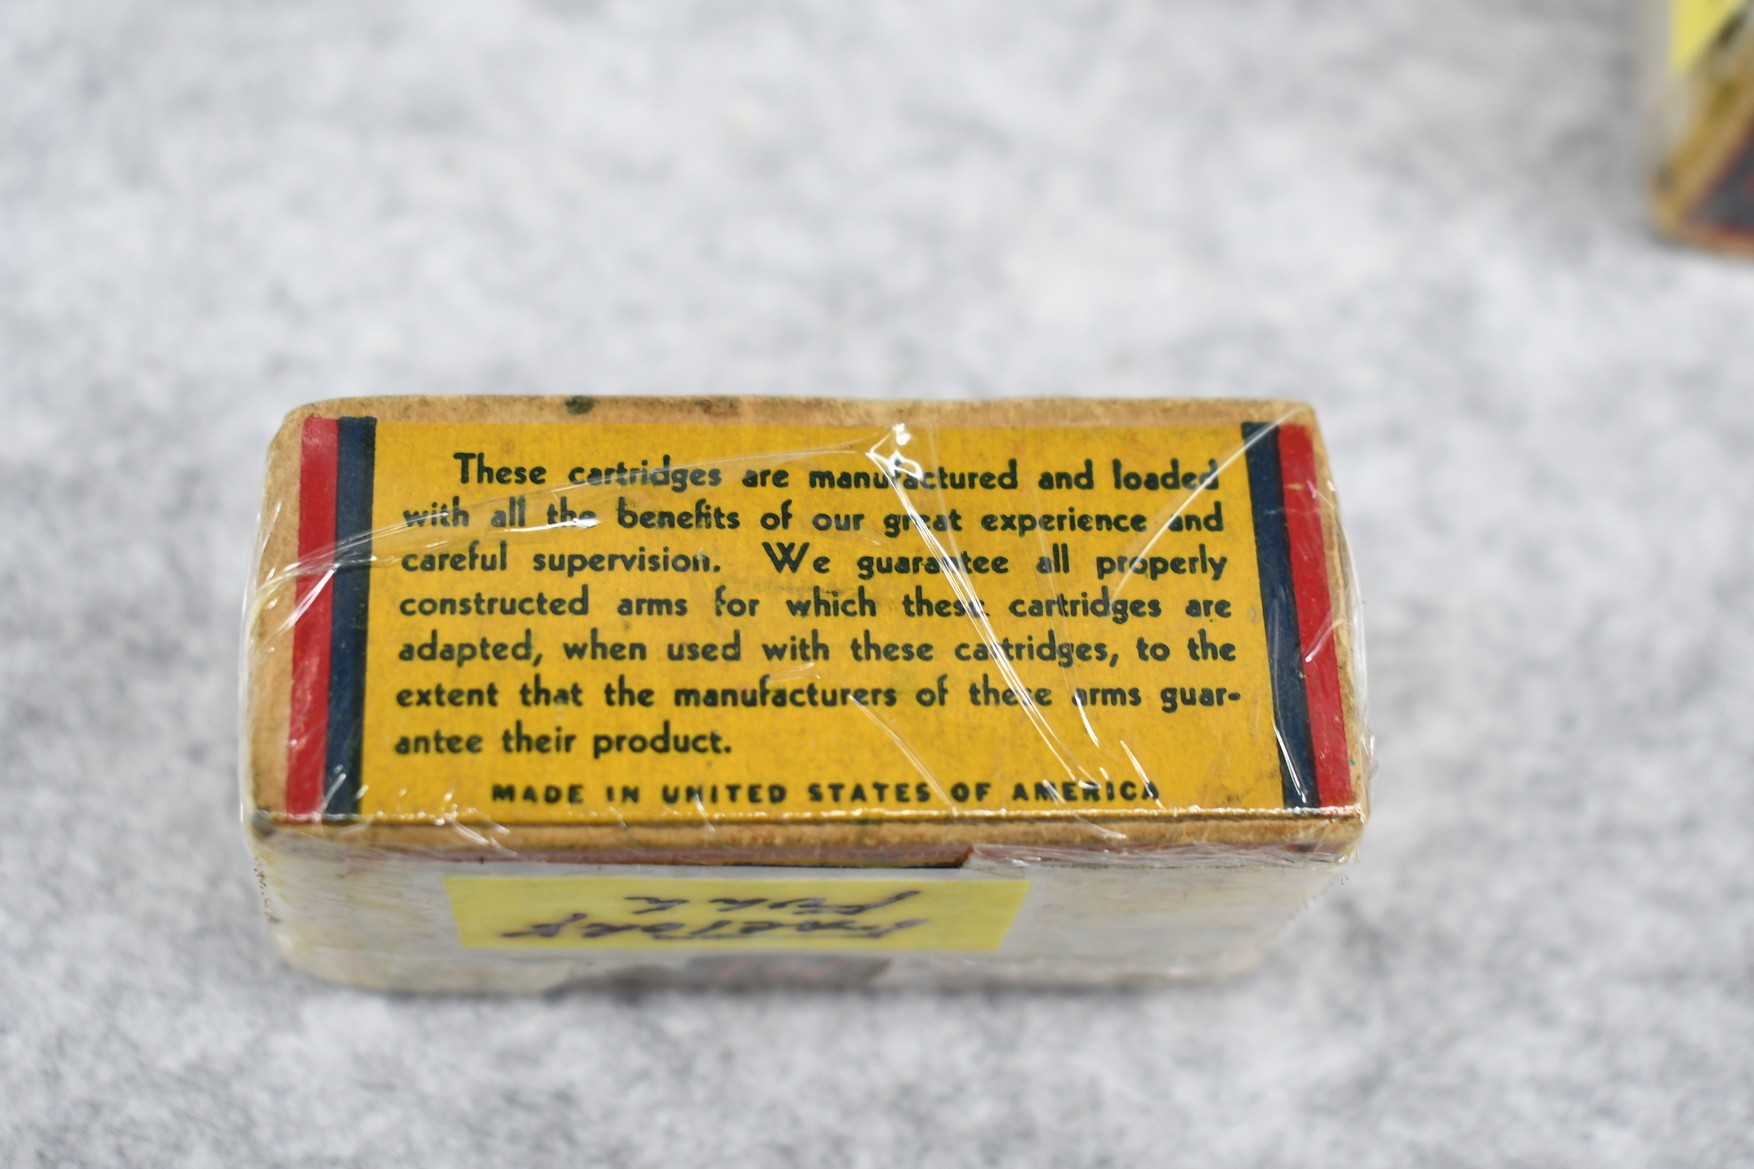 These cartridges are manufactured and loaded
with all the benefits of our great experience and
careful supervision. We guarantee all properly
constructed arms for which these cartridges are
adapted, when used with these cartridges, to the
extent that the manufacturers of these arms guar-
antee their product.
MADE IN UNITED STATES OF AMERICA